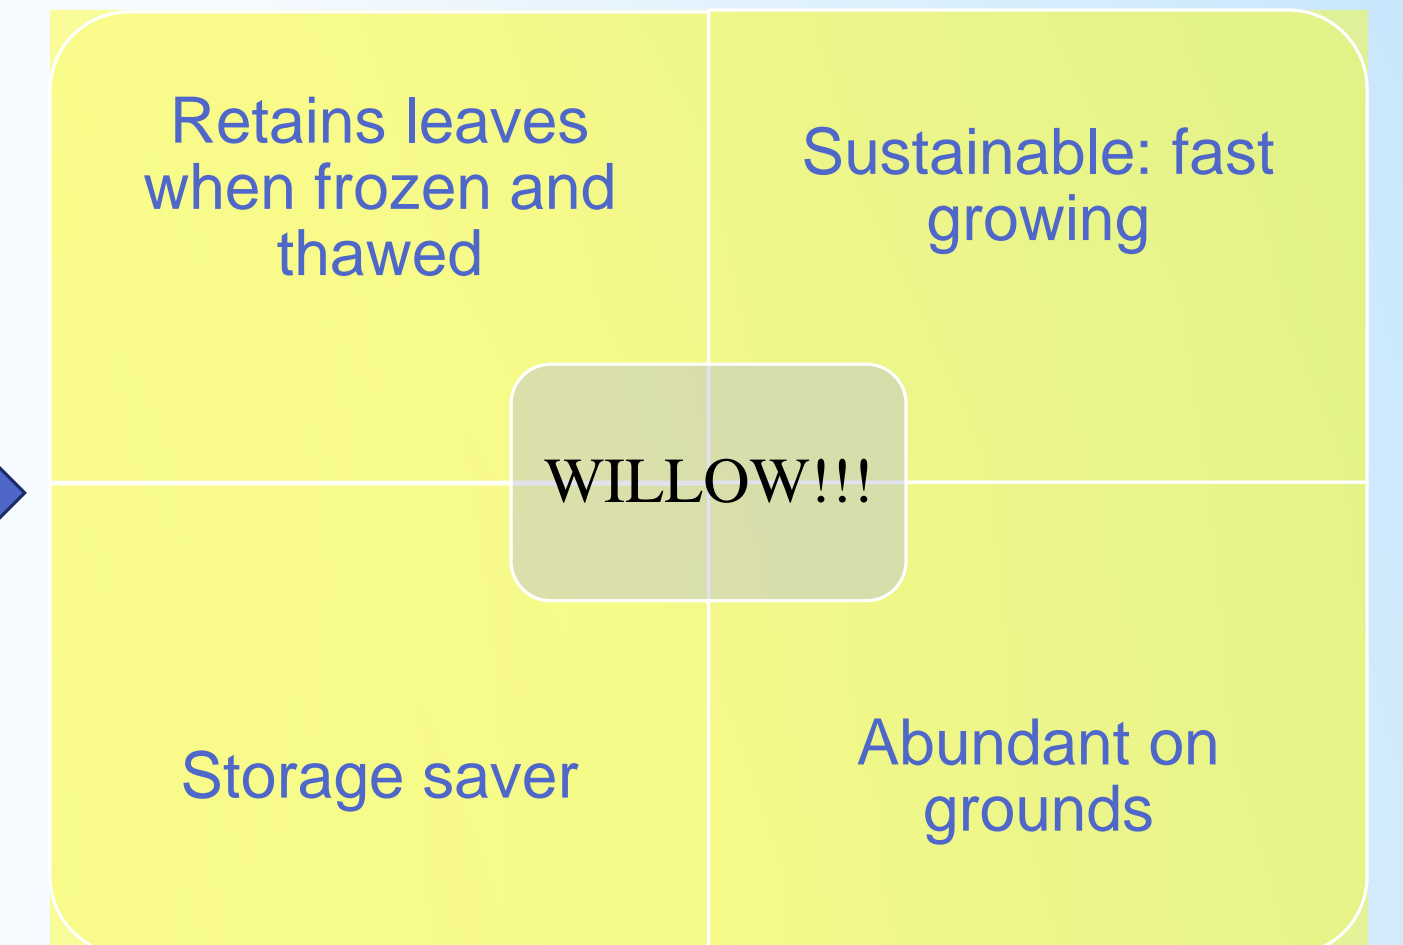 Retains leaves
when frozen and
thawed
Sustainable: fast
growing
WILLOW!!!
Storage saver
Abundant on
grounds